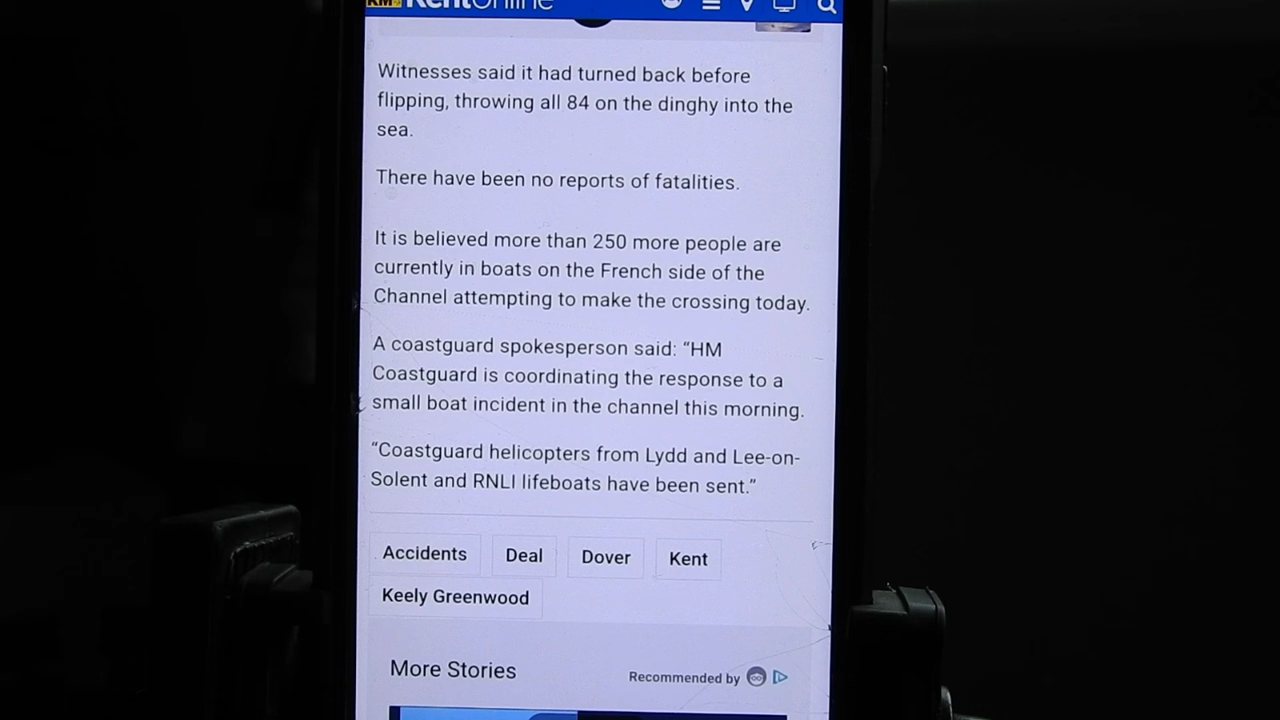 KM KentOnline
Witnesses said it had turned back before
flipping, throwing all 84 on the dinghy into the
sea.
There have been no reports of fatalities.
It is believed more than 250 more people are
currently in boats on the French side of the
Channel attempting to make the crossing today.
A coastguard spokesperson said: “HM
Coastguard is coordinating the response to a
small boat incident in the channel this morning.
“Coastguard helicopters from Lydd and Lee-on-
Solent and RNLI lifeboats have been sent.”
Accidents Deal Dover Kent
Keely Greenwood
More Stories Recommended by